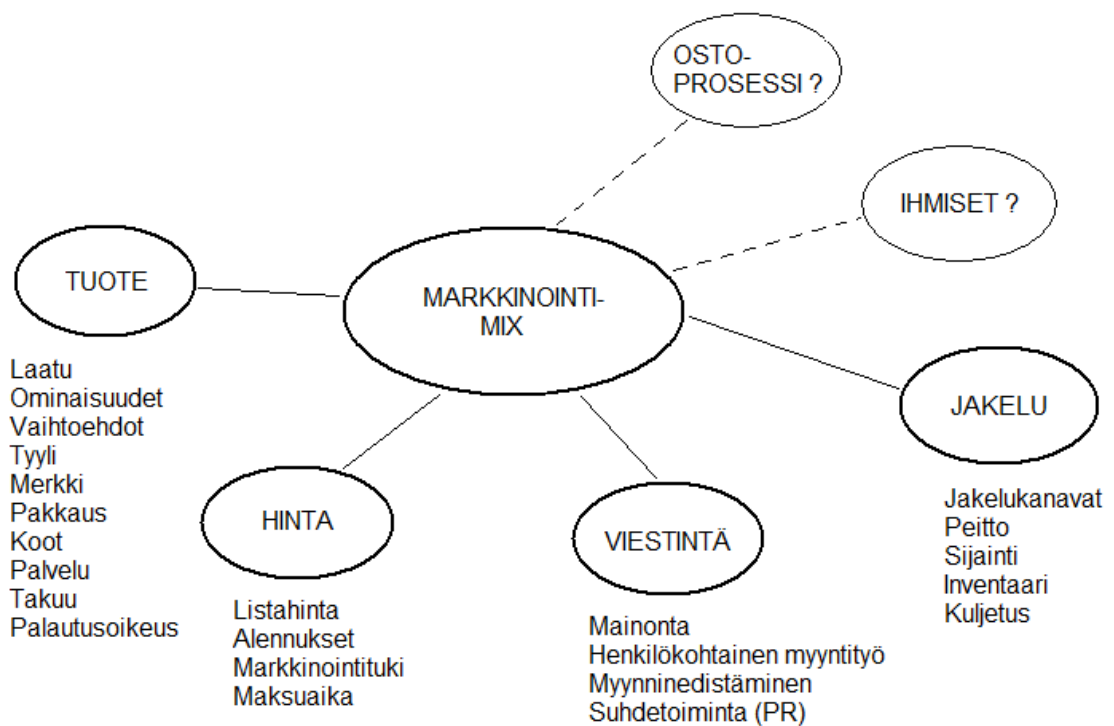 OSTO-
PROSESSI ?
IHMISET ?
TUOTE
MARKKINOINTI-
MIX
Laatu
Ominaisuudet
Vaihtoehdot
Tyyli
Merkki
Pakkaus
Koot
Palvelu
Takuu
Palautusoikeus
JAKELU
Jakelukanavat
Peitto
Sijainti
Inventaari
Kuljetus
HINTA
Listahinta
Alennukset
Markkinointituki
Maksuaika
VIESTINTÄ
Mainonta
Henkilökohtainen myyntityö
Myynninedistäminen
Suhdetoiminta (PR)